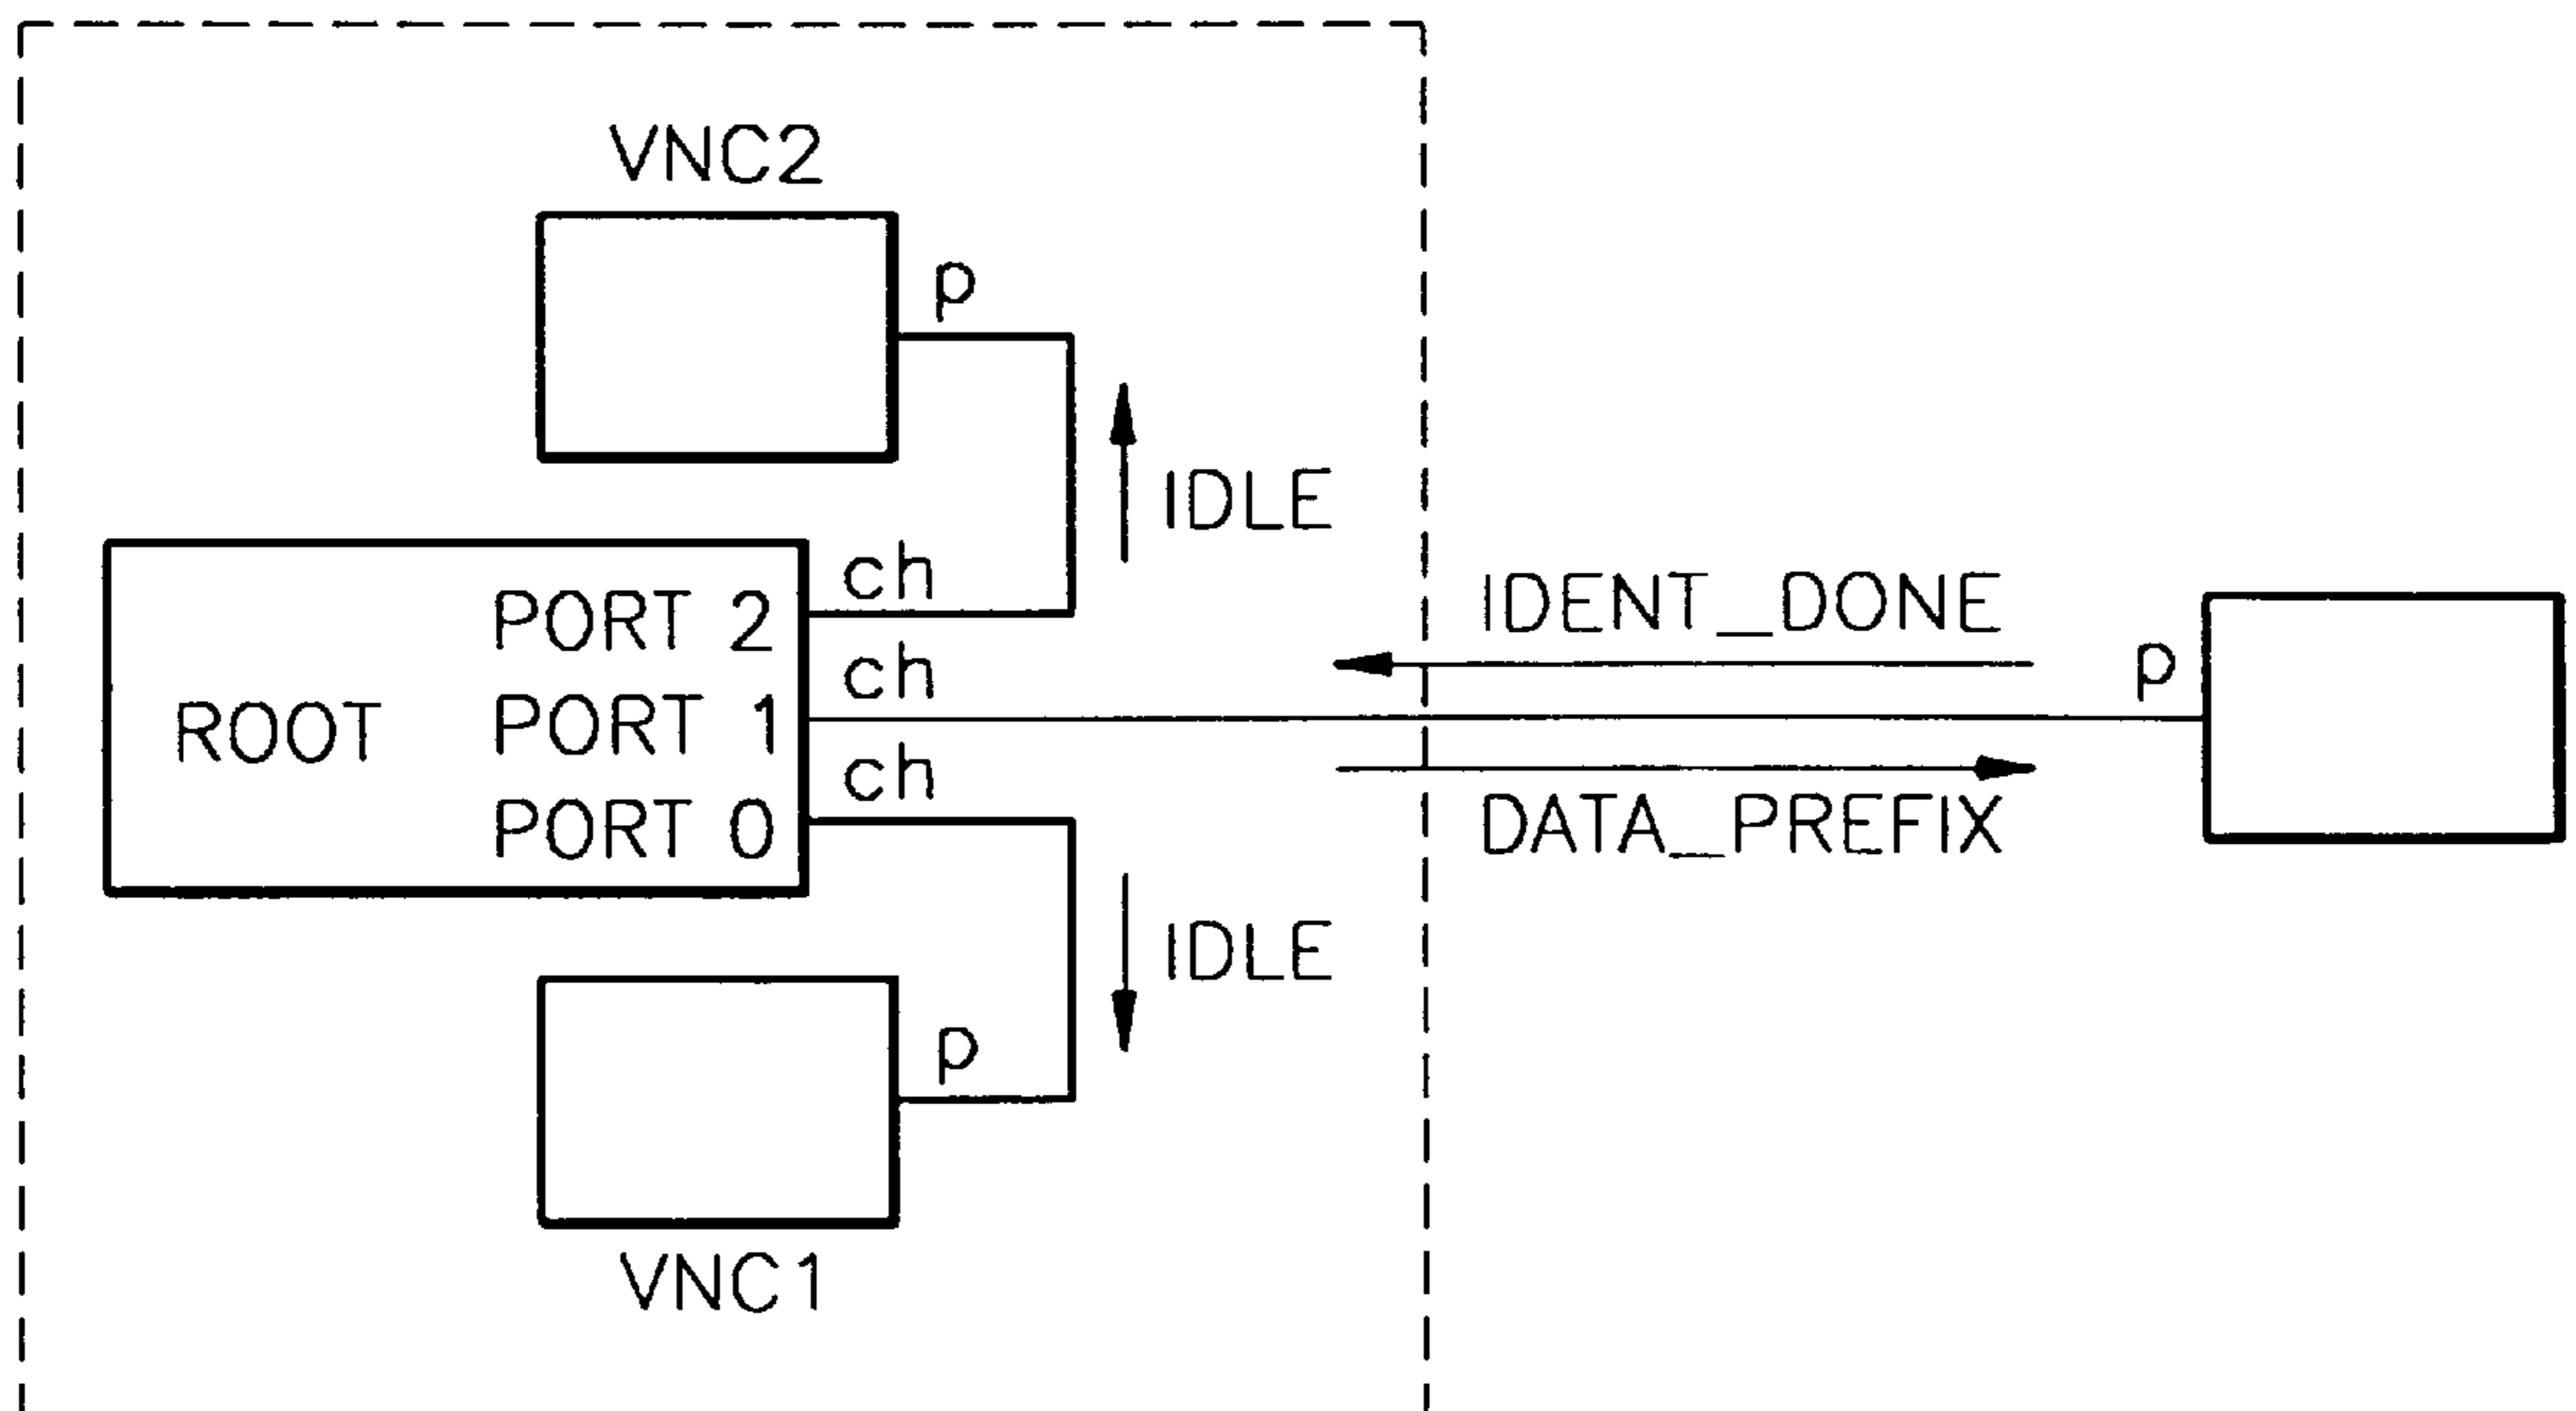 VNC2
p
IDLE
ch
PORT 2
IDENT_DONE
ch
p
ROOT
PORT 1
ch
PORT 0
DATA_PREFIX
IDLE
p
VNC1